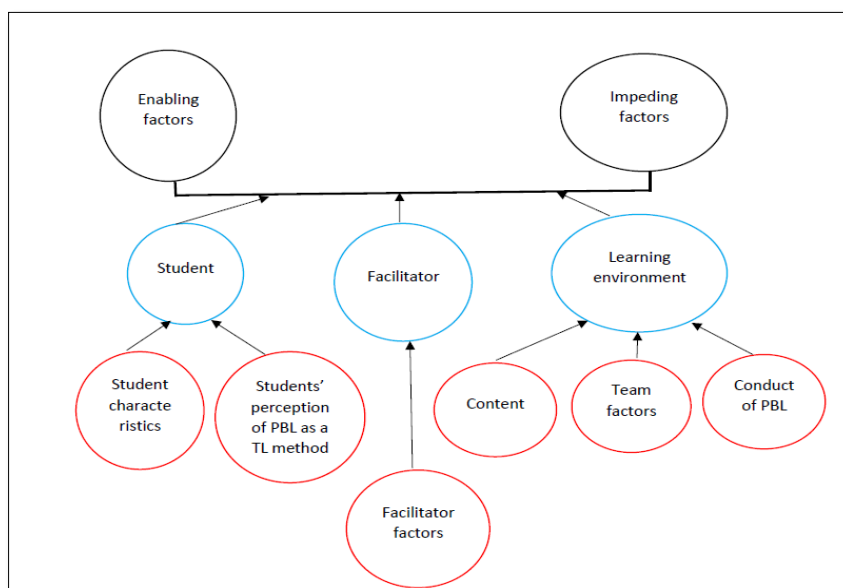 Enabling
factors
Impeding
factors
Student
Facilitator
Learning
environment
Student
characte
ristics
Students’
perception
of PBL as a
TL method
Content
Team
factors
Conduct
of PBL
Facilitator
factors